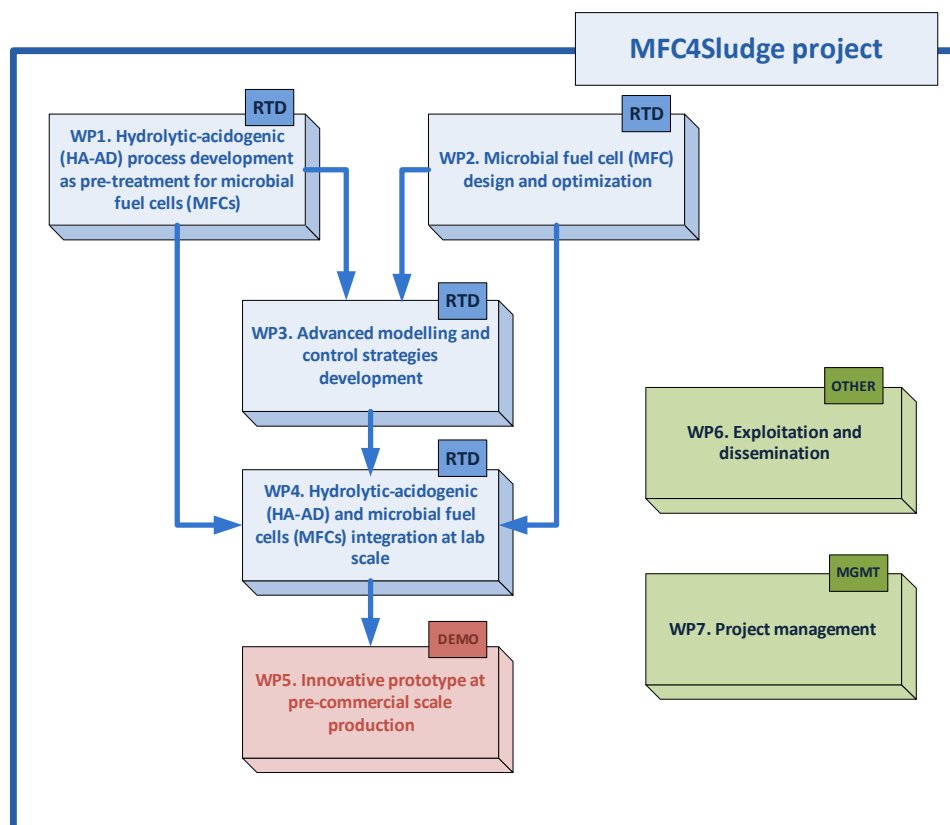 MFC4Sludge project
RTD
WP1. Hydrolytic-acidogenic
(HA-AD) process development
as pre-treatment for microbial
fuel cells (MFCs)
RTD
WP2. Microbial fuel cell (MFC)
design and optimization
RTD
WP3. Advanced modelling and
control strategies
development
OTHER
WP6. Exploitation and
dissemination
RTD
WP4. Hydrolytic-acidogenic
(HA-AD) and microbial fuel
cells (MFCs) integration at lab
scale
MGMT
WP7. Project management
DEMO
WP5. Innovative prototype at
pre-commercial scale
production